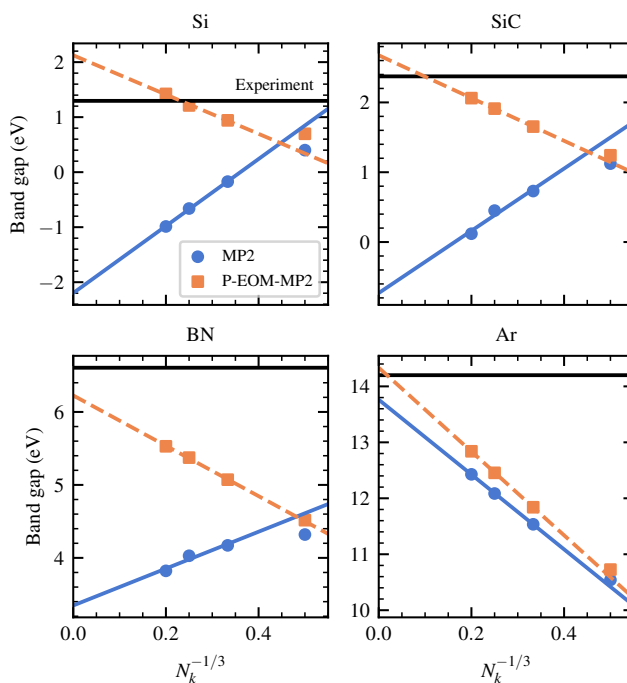 Si
SiC
Band gap (eV)
2
1
0
−1
−2
Experiment
MP2
P-EOM-MP2
2
1
0
BN
Ar
Band gap (eV)
6
5
4
0.0 0.2 0.4
N_k^{-1/3}
14
13
12
11
10
0.0 0.2 0.4
N_k^{-1/3}